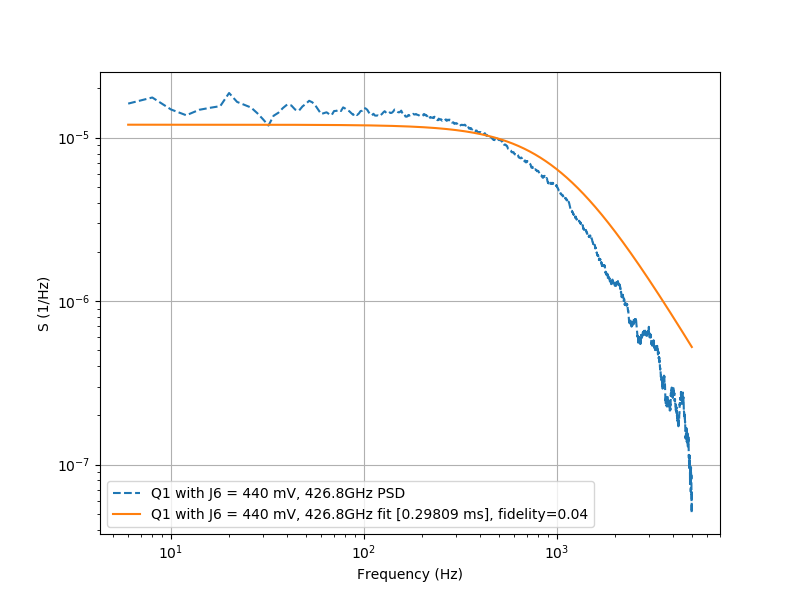 10⁻⁵
10⁻⁶
10⁻⁷
S (1/Hz)
Q1 with J6 = 440 mV, 426.8GHz PSD
Q1 with J6 = 440 mV, 426.8GHz fit [0.29809 ms], fidelity=0.04
10¹ 10² 10³
Frequency (Hz)